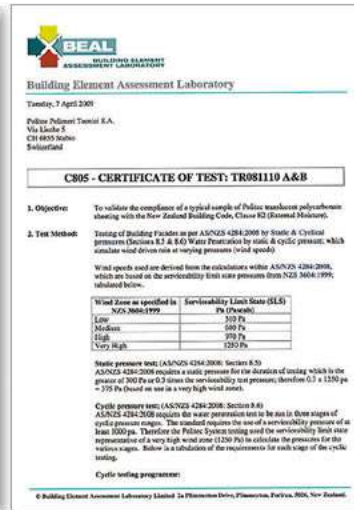 BEAL
BUILDING ELEMENT
ASSESSMENT LABORATORY
Building Element Assessment Laboratory
Tuesday, 7 April 2009
Politec Polimeri Tecnici S.A.
CH 6855 Stabio
Switzerland
C805 - CERTIFICATE OF TEST: TR081110 A&B
1. Objective: To validate the compliance of a typical sample of Politec translucent polycarbonate
sheeting with the New Zealand Building Code, Clause E2 (External Moisture).
2. Test Method: Testing of Building Facades as per AS/NZS 4284:2008 by Static & Cyclical
pressures (Sections 8.5 & 8.6) Water Penetration by static & cyclic pressure, which
simulate wind driven rain at varying pressures (wind speeds)
Wind speeds used are derived from the calculations within AS/NZS 4284:2008,
which are based on the serviceability limit state pressures from NZS 3604:1999;
tabulated below.
Wind Zone as specified in Serviceability Limit State (SLS)
NZS 3604:1999 Pa (Pascals)
Low 510 Pa
Medium 680 Pa
High 970 Pa
Very High 1250 Pa
Static pressure test; (AS/NZS 4284:2008: Section 8.5)
AS/NZS 4284:2008 requires a static pressure for the duration of testing which is the
greater of 300 Pa or 0.3 times the serviceability test pressure; therefore 0.3 x 1250 pa
= 375 Pa (based on use in a very high wind zone).
Cyclic pressure test; (AS/NZS 4284:2008: Section 8.6)
AS/NZS 4284:2008 requires the water penetration test to be run in three stages of
cyclic pressure stages. The standard requires the use of a serviceability pressure of at
least 1000 pa. Therefore the Politec System testing used the serviceability limit state
representative of a very high wind zone (1250 Pa) to calculate the pressures for the
various stages. Below is a tabulation of the requirements for each stage of the cyclic
testing.
Cyclic testing programme:
© Building Element Assessment Laboratory Limited 2a Plimmerton Drive, Plimmerton, Porirua, 5026, New Zealand.